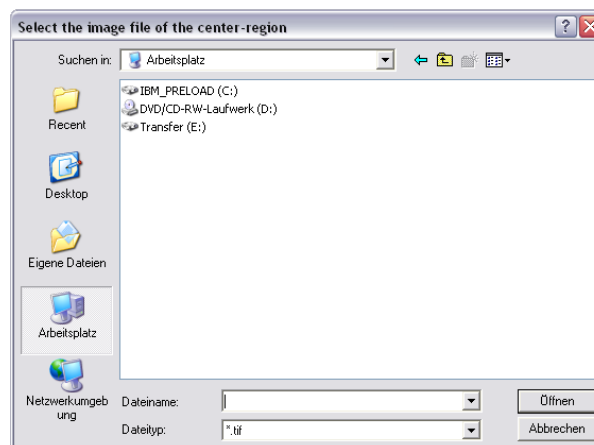 Select the image file of the center-region
Suchen in:
Arbeitsplatz
IBM_PRELOAD (C:)
DVD/CD-RW-Laufwerk (D:)
Transfer (E:)
Recent
Desktop
Eigene Dateien
Arbeitsplatz
Netzwerkumgeb
ung
Dateiname:
Öffnen
Dateityp:
*.tif
Abbrechen